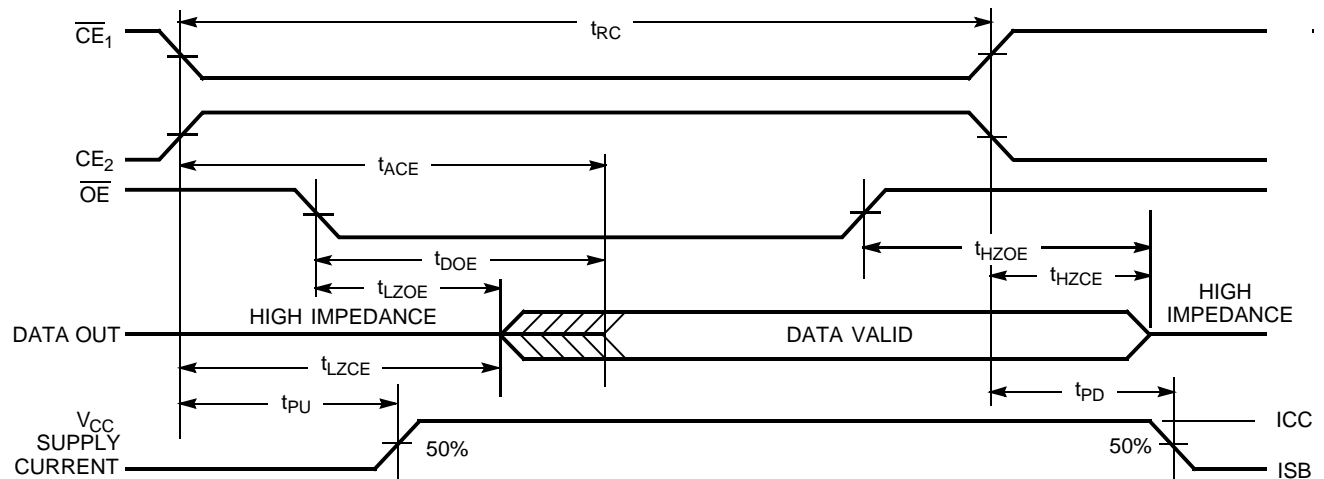 CE1
tRC
CE2
tACE
OE
tHZOE
tDOE
tHZCE
tLZOE
HIGH IMPEDANCE
HIGH
IMPEDANCE
DATA OUT
DATA VALID
tLZCE
tPU
tPD
VCC
SUPPLY
CURRENT
50%
50%
ICC
ISB